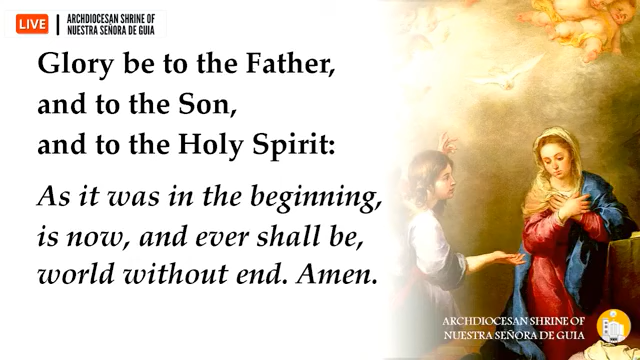 LIVE
ARCHDIOCESAN SHRINE OF
NUESTRA SEÑORA DE GUIA
Glory be to the Father,
and to the Son,
and to the Holy Spirit:
As it was in the beginning,
is now, and ever shall be,
world without end. Amen.
ARCHDIOCESAN SHRINE OF
NUESTRA SEÑORA DE GUIA